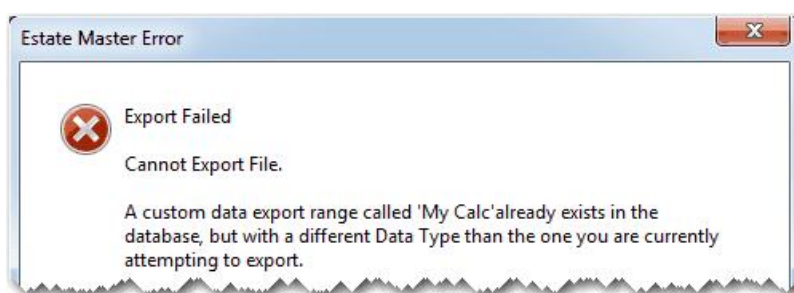 Estate Master Error
Export Failed
Cannot Export File.
A custom data export range called 'My Calc'already exists in the
database, but with a different Data Type than the one you are currently
attempting to export.